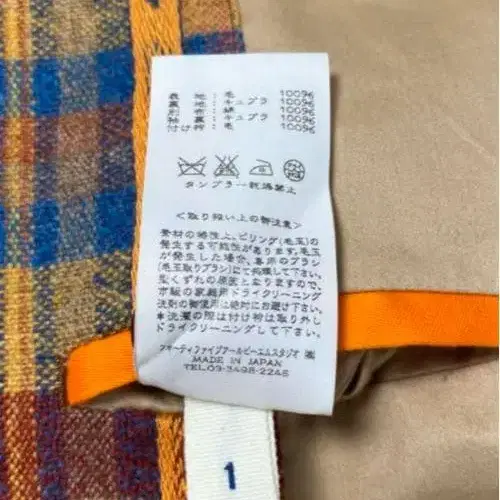 表 地:毛 100%
裏 地:キュプラ 100%
別 布:綿 100%
袖 裏:キュプラ 100%
付け衿:毛 100%
タンブラー乾燥禁止
<取り扱い上の御注意>
素材の特性上、ピリング(毛玉)の
発生する可能性があります。毛玉
が発生した場合、専用のブラシ
(毛玉取りブラシ)にて処理して下さい。
型くずれの原因となりますので、
市販の家庭用ドライクリーニング
洗剤の御使用は絶対にお避け下さい。
*洗濯の際は付け衿は取り外し
ドライクリーニングして下さい。
フォーティファイブアールピーエムスタジオ ㈱
MADE IN JAPAN
TEL03-3498-2248
1